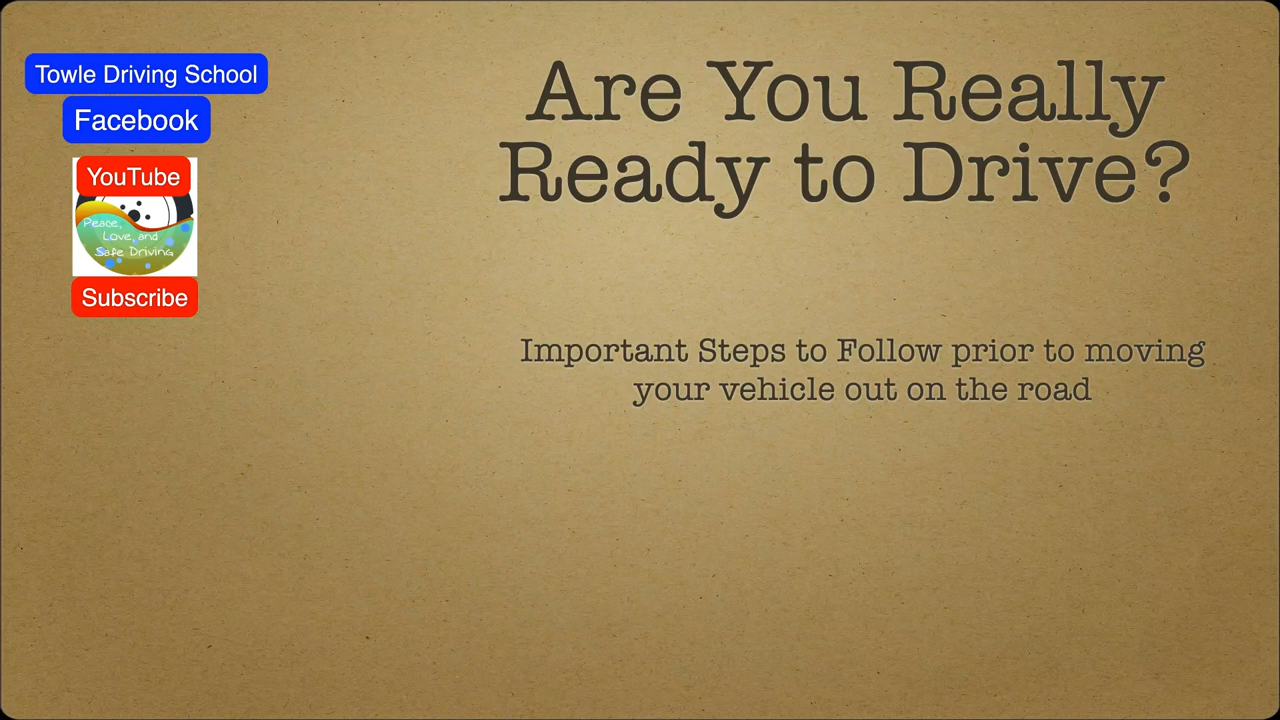 Towle Driving School
Facebook
YouTube
Peace,
Love, and
Safe Driving
Subscribe
Are You Really
Ready to Drive?
Important Steps to Follow prior to moving
your vehicle out on the road